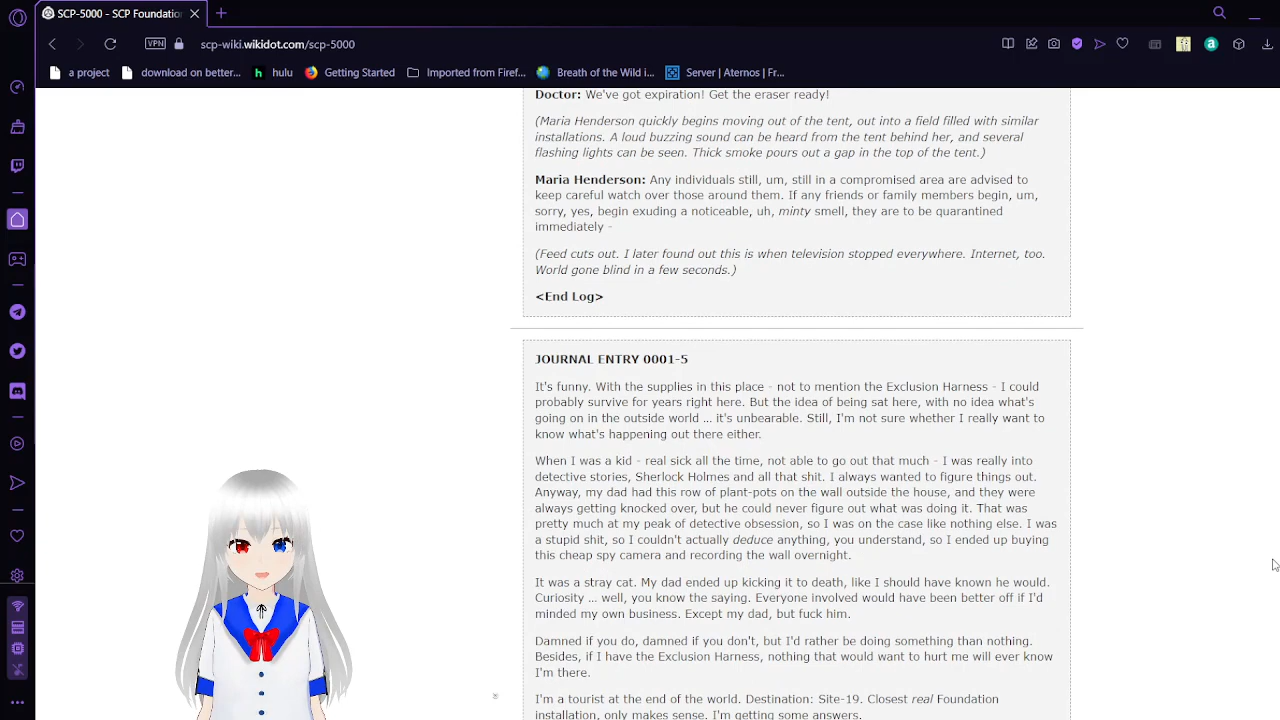 SCP-5000 - SCP Foundatio
VPN
scp-wiki.wikidot.com/scp-5000
a project
download on better...
hulu
Getting Started
Imported from Firef...
Breath of the Wild i...
Server | Aternos | Fr...
Doctor: We've got expiration! Get the eraser ready!
(Maria Henderson quickly begins moving out of the tent, out into a field filled with similar
installations. A loud buzzing sound can be heard from the tent behind her, and several
flashing lights can be seen. Thick smoke pours out a gap in the top of the tent.)
Maria Henderson: Any individuals still, um, still in a compromised area are advised to
keep careful watch over those around them. If any friends or family members begin, um,
sorry, yes, begin exuding a noticeable, uh, minty smell, they are to be quarantined
immediately -
(Feed cuts out. I later found out this is when television stopped everywhere. Internet, too.
World gone blind in a few seconds.)
<End Log>
JOURNAL ENTRY 0001-5
It's funny. With the supplies in this place - not to mention the Exclusion Harness - I could
probably survive for years right here. But the idea of being sat here, with no idea what's
going on in the outside world ... it's unbearable. Still, I'm not sure whether I really want to
know what's happening out there either.
When I was a kid - real sick all the time, not able to go out that much - I was really into
detective stories, Sherlock Holmes and all that shit. I always wanted to figure things out.
Anyway, my dad had this row of plant-pots on the wall outside the house, and they were
always getting knocked over, but he could never figure out what was doing it. That was
pretty much at my peak of detective obsession, so I was on the case like nothing else. I was
a stupid shit, so I couldn't actually deduce anything, you understand, so I ended up buying
this cheap spy camera and recording the wall overnight.
It was a stray cat. My dad ended up kicking it to death, like I should have known he would.
Curiosity ... well, you know the saying. Everyone involved would have been better off if I'd
minded my own business. Except my dad, but fuck him.
Damned if you do, damned if you don't, but I'd rather be doing something than nothing.
Besides, if I have the Exclusion Harness, nothing that would want to hurt me will ever know
I'm there.
I'm a tourist at the end of the world. Destination: Site-19. Closest real Foundation
installation, only makes sense. I'm getting some answers.